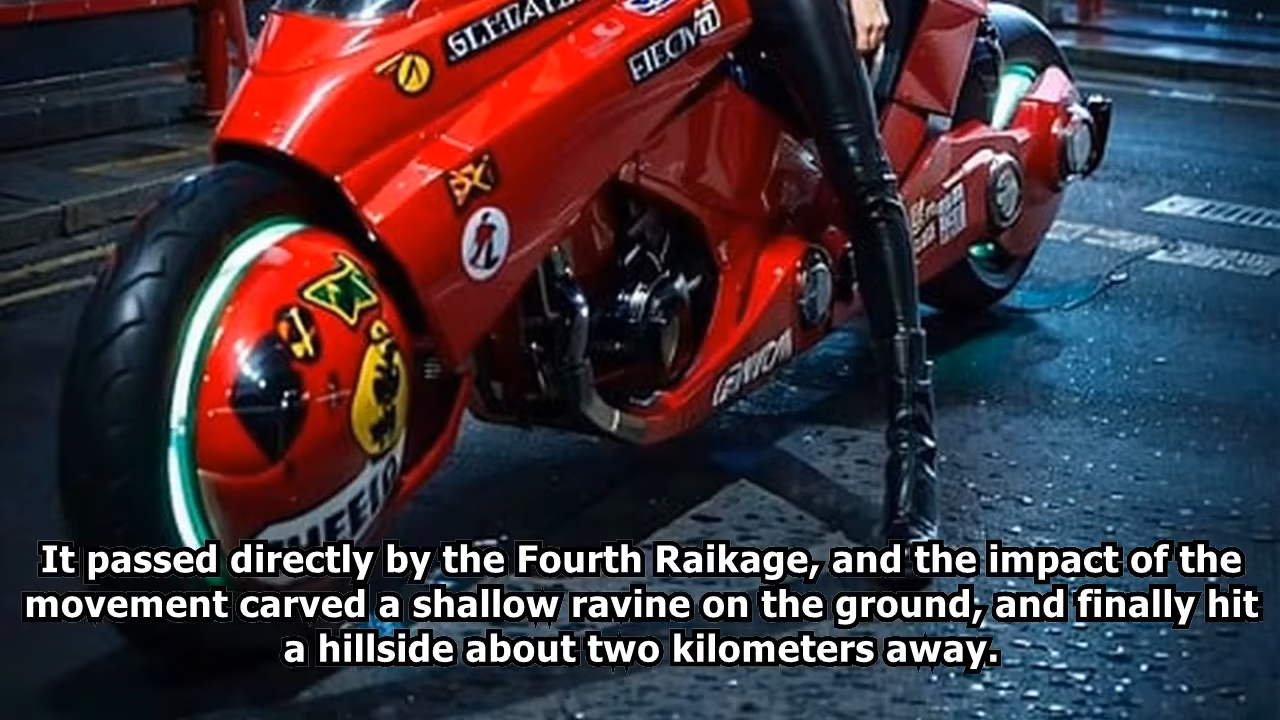 It passed directly by the Fourth Raikage, and the impact of the
movement carved a shallow ravine on the ground, and finally hit
a hillside about two kilometers away.